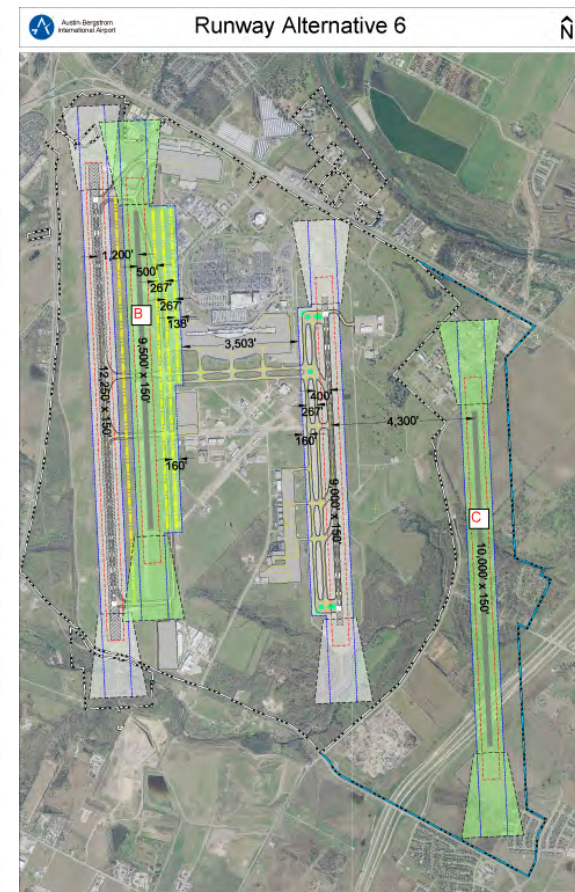 Austin-Bergstrom
International Airport
Runway Alternative 6
N
1,200'
500'
267'
267'
138'
B
9,500' x 150'
12,250' x 150'
3,503'
400'
267'
4,300'
160'
160'
9,000' x 150'
C
10,000' x 150'